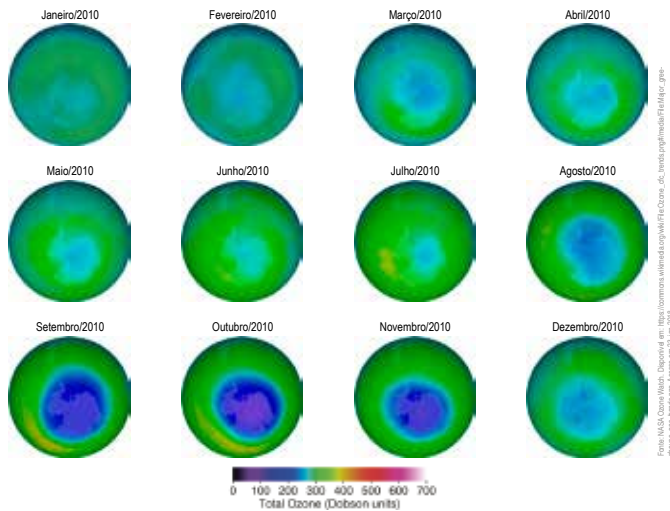 Janeiro/2010
Fevereiro/2010
Março/2010
Abril/2010
Maio/2010
Junho/2010
Julho/2010
Agosto/2010
Setembro/2010
Outubro/2010
Novembro/2010
Dezembro/2010
0 100 200 300 400 500 600 700
Total Ozone (Dobson units)
Fonte: NASA Ozone Watch. Disponível em: https://commons.wikimedia.org/wiki/File:Ozone_cfc_trends.png#/media/File:Major_gree-